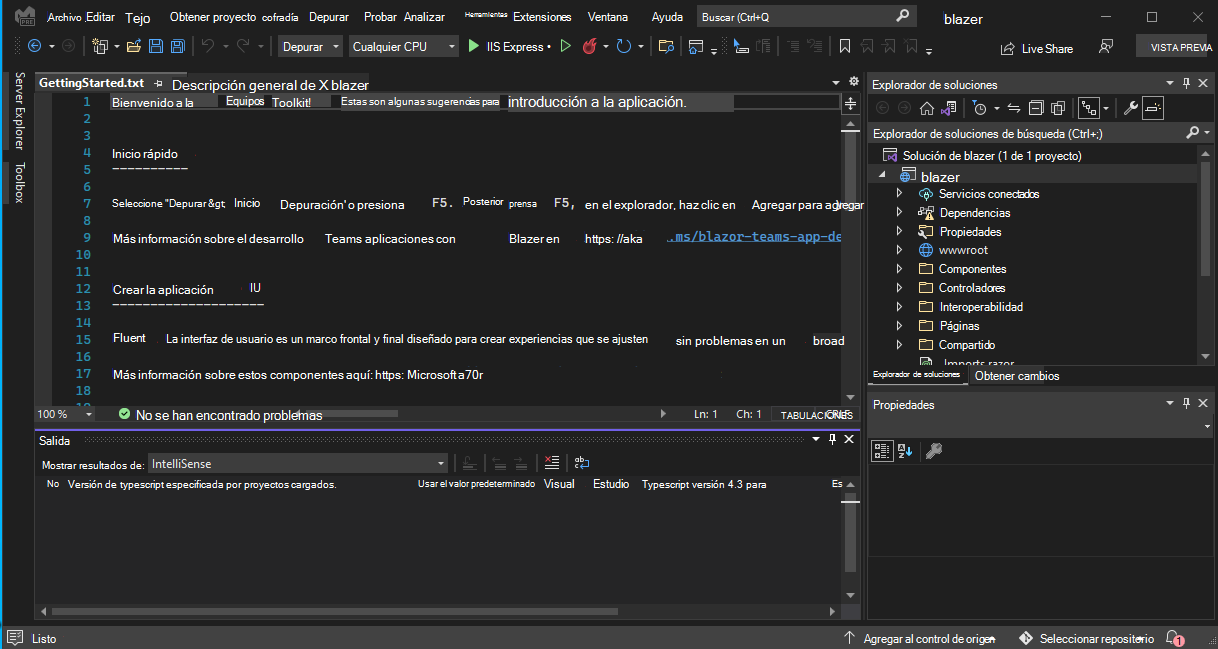 Archivo Editar Tejo Obtener proyecto cofradía Depurar Probar Analizar Herramientas Extensiones Ventana Ayuda Buscar (Ctrl+Q blazer
Depurar Cualquier CPU IIS Express Live Share VISTA PREVIA
Server Explorer
Toolbox
GettingStarted.txt Descripción general de X blazer
1 Bienvenido a la Equipos Toolkit! Estas son algunas sugerencias para introducción a la aplicación.
2
3
4 Inicio rápido
5 -----------
6
7 Seleccione "Depurar &gt; Inicio Depuración' o presiona F5. Posterior prensa F5, en el explorador, haz clic en Agregar para agregar
8
9 Más información sobre el desarrollo Teams aplicaciones con Blazer en https: //aka .ms/blazor-teams-app-de
10
11
12 Crear la aplicación IU
13 --------------------
14
15 Fluent La interfaz de usuario es un marco frontal y final diseñado para crear experiencias que se ajusten sin problemas en un broad
16
17 Más información sobre estos componentes aquí: https: Microsoft a70r
18
100 % No se han encontrado problemas Ln: 1 Ch: 1 TABULACIONES CRLF
Salida
Mostrar resultados de: IntelliSense
No Versión de typescript especificada por proyectos cargados. Usar el valor predeterminado Visual Estudio Typescript versión 4.3 para Es
Explorador de soluciones
Explorador de soluciones de búsqueda (Ctrl+;)
Solución de blazer (1 de 1 proyecto)
blazer
Servicios conectados
Dependencias
Propiedades
wwwroot
Componentes
Controladores
Interoperabilidad
Páginas
Compartido
_Imports.razor
Explorador de soluciones Obtener cambios
Propiedades
Listo Agregar al control de origen Seleccionar repositorio 1